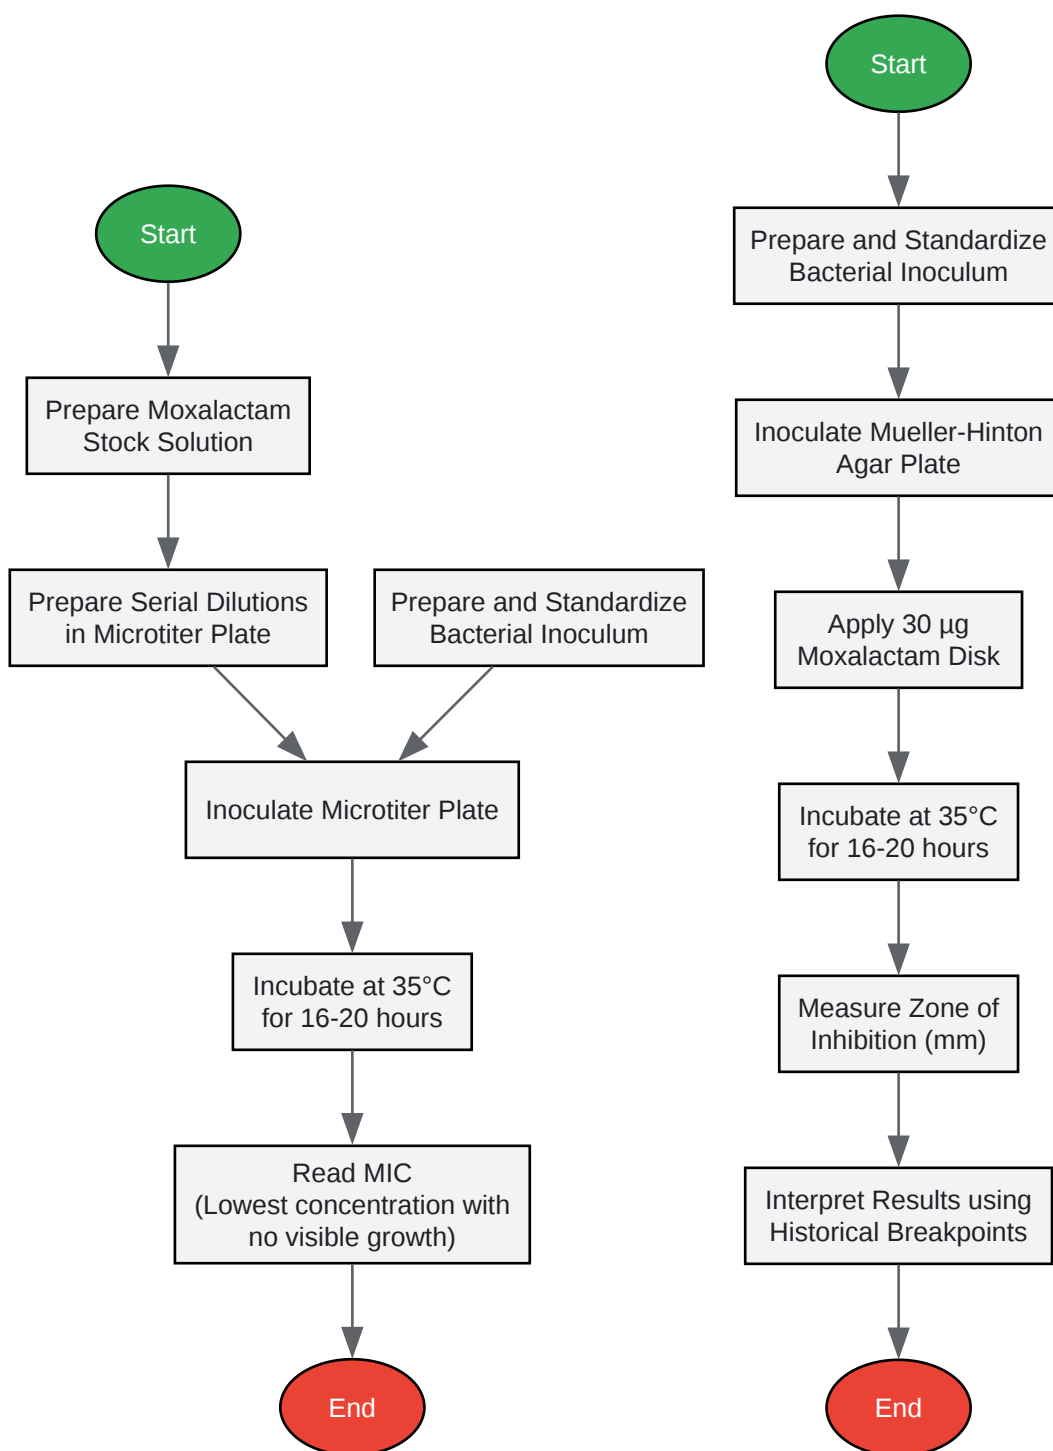 Start
Prepare Moxalactam
Stock Solution
Prepare Serial Dilutions
in Microtiter Plate
Prepare and Standardize
Bacterial Inoculum
Inoculate Microtiter Plate
Incubate at 35°C
for 16-20 hours
Read MIC
(Lowest concentration with
no visible growth)
End
Start
Prepare and Standardize
Bacterial Inoculum
Inoculate Mueller-Hinton
Agar Plate
Apply 30 µg
Moxalactam Disk
Incubate at 35°C
for 16-20 hours
Measure Zone of
Inhibition (mm)
Interpret Results using
Historical Breakpoints
End